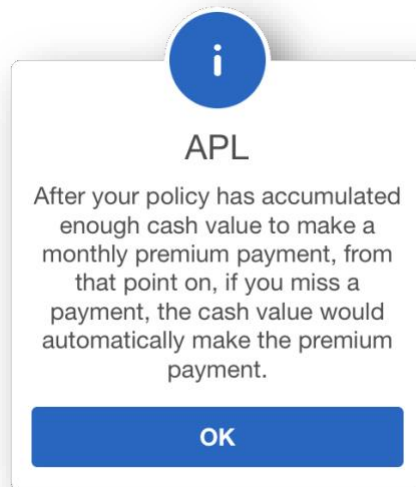 i
APL
After your policy has accumulated
enough cash value to make a
monthly premium payment, from
that point on, if you miss a
payment, the cash value would
automatically make the premium
payment.
OK